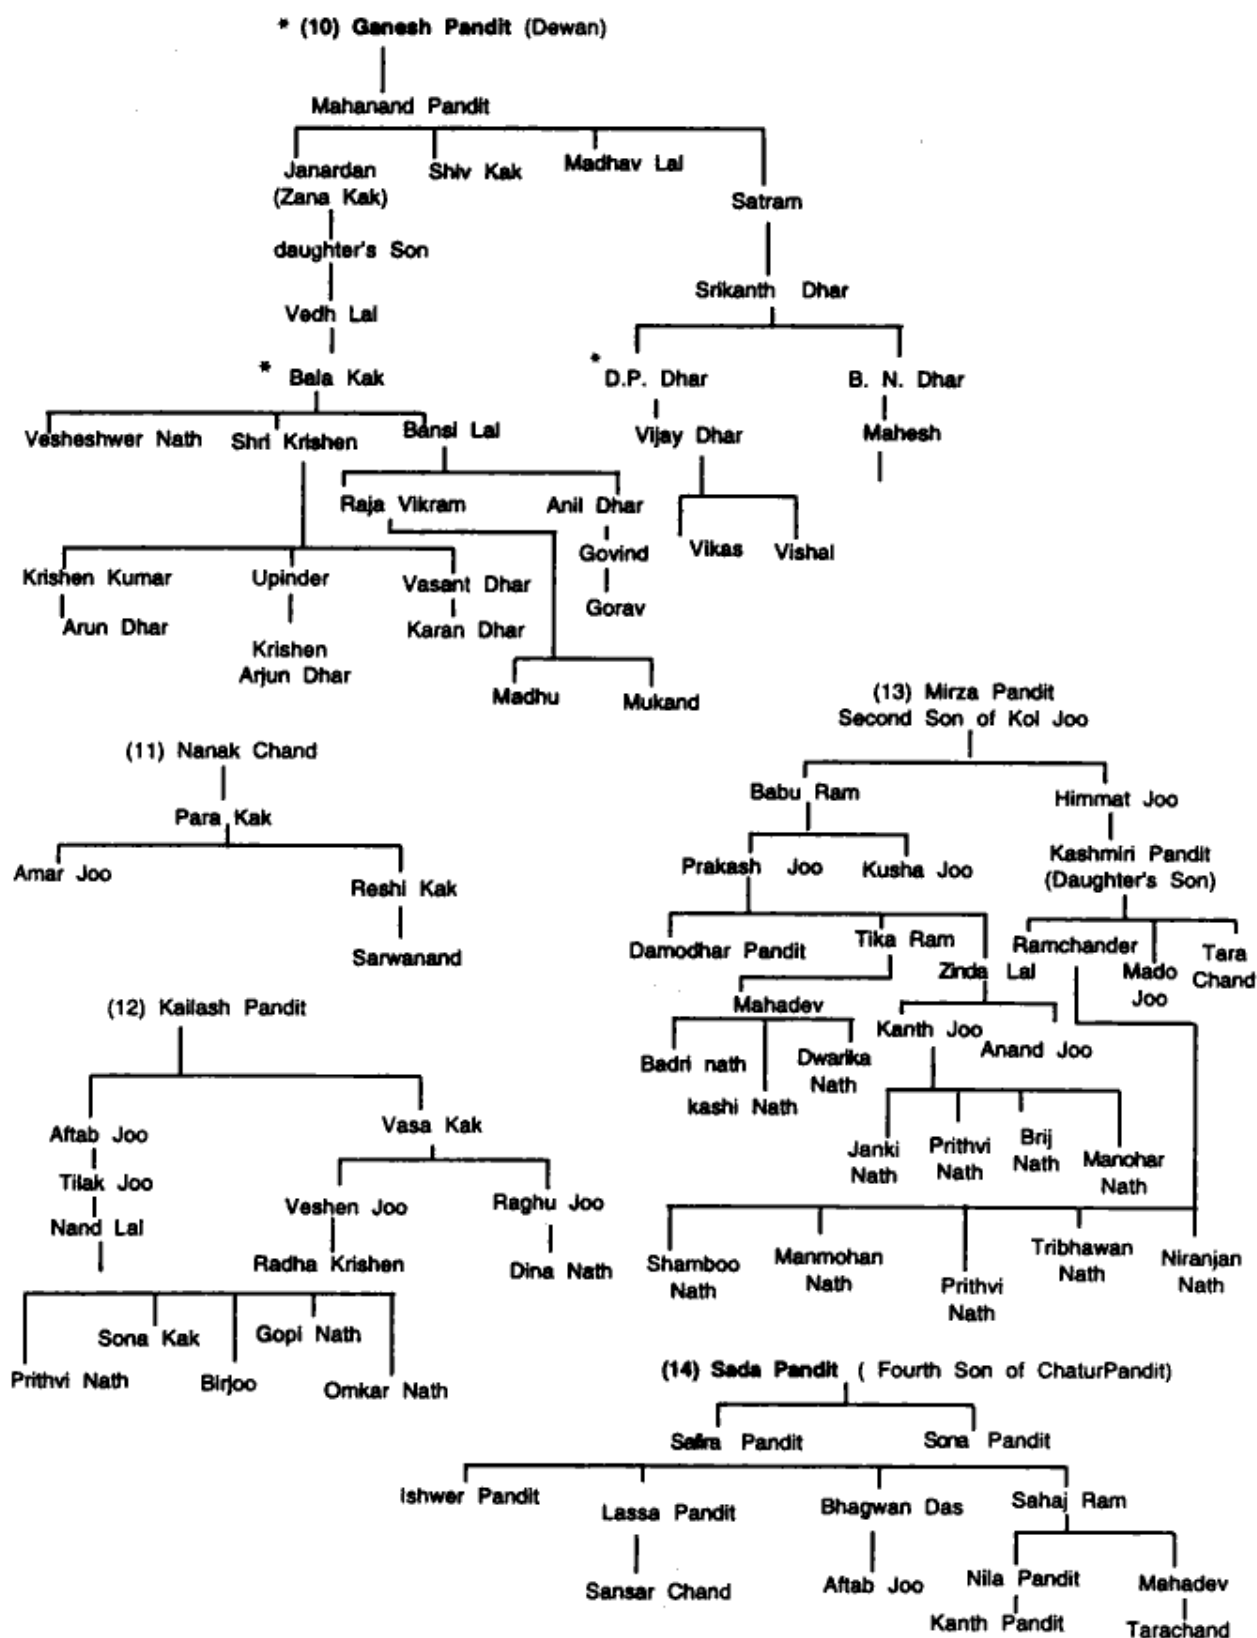 * (10) Ganesh Pandit (Dewan)
Mahanand Pandit
Janardan
(Zana Kak)
Shiv Kak
Madhav Lal
Satram
daughter's Son
Srikanth Dhar
Vedh Lal
* Bala Kak
* D.P. Dhar
B. N. Dhar
Vesheshwer Nath
Shri Krishen
Bansi Lal
Vijay Dhar
Mahesh
Raja Vikram
Anil Dhar
Vikas
Vishal
Govind
Gorav
Krishen Kumar
Upinder
Vasant Dhar
Arun Dhar
Krishen
Arjun Dhar
Karan Dhar
Madhu
Mukand
(11) Nanak Chand
Para Kak
Amar Joo
Reshi Kak
Sarwanand
(12) Kailash Pandit
Aftab Joo
Vasa Kak
Tilak Joo
Veshen Joo
Raghu Joo
Nand Lal
Radha Krishen
Dina Nath
Prithvi Nath
Sona Kak
Birjoo
Gopi Nath
Omkar Nath
(13) Mirza Pandit
Second Son of Kol Joo
Babu Ram
Himmat Joo
Prakash Joo
Kusha Joo
Kashmiri Pandit
(Daughter's Son)
Damodhar Pandit
Tika Ram
Zinda Lal
Ramchander
Mado
Joo
Tara
Chand
Mahadev
Kanth Joo
Anand Joo
Badri nath
kashi Nath
Dwarika
Nath
Janki
Nath
Prithvi
Nath
Brij
Nath
Manohar
Nath
Shamboo
Nath
Manmohan
Nath
Prithvi
Nath
Tribhawan
Nath
Niranjan
Nath
(14) Sada Pandit ( Fourth Son of ChaturPandit)
Pandit
Sona Pandit
Ishwer Pandit
Lassa Pandit
Bhagwan Das
Sahaj Ram
Sansar Chand
Aftab Joo
Nila Pandit
Mahadev
Kanth Pandit
Tarachand